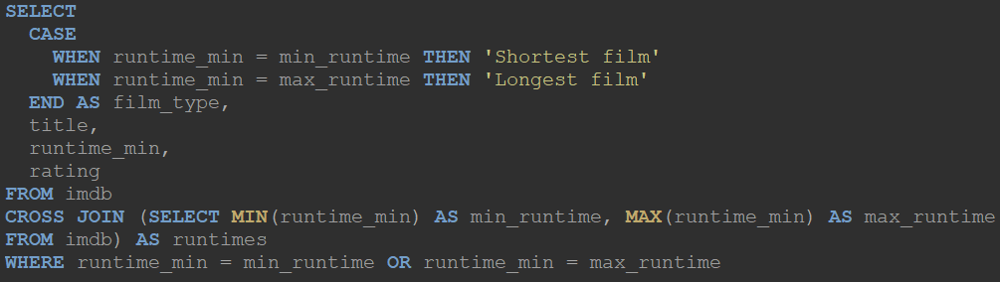 SELECT
CASE
WHEN runtime_min = min_runtime THEN 'Shortest film'
WHEN runtime_min = max_runtime THEN 'Longest film'
END AS film_type,
title,
runtime_min,
rating
FROM imdb
CROSS JOIN (SELECT MIN(runtime_min) AS min_runtime, MAX(runtime_min) AS max_runtime
FROM imdb) AS runtimes
WHERE runtime_min = min_runtime OR runtime_min = max_runtime